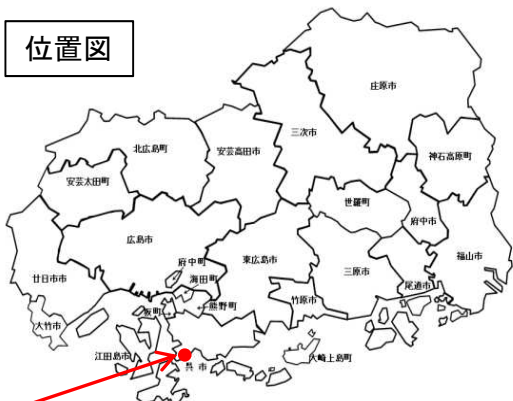 位置図
庄原市
三次市
北広島町
安芸高田市
神石高原町
安芸太田町
世羅町
府中市
広島市
府中町
東広島市
福山市
廿日市市
海田町
三原市
尾道市
坂町
熊野町
竹原市
大竹市
江田島市
呉市
大崎上島町